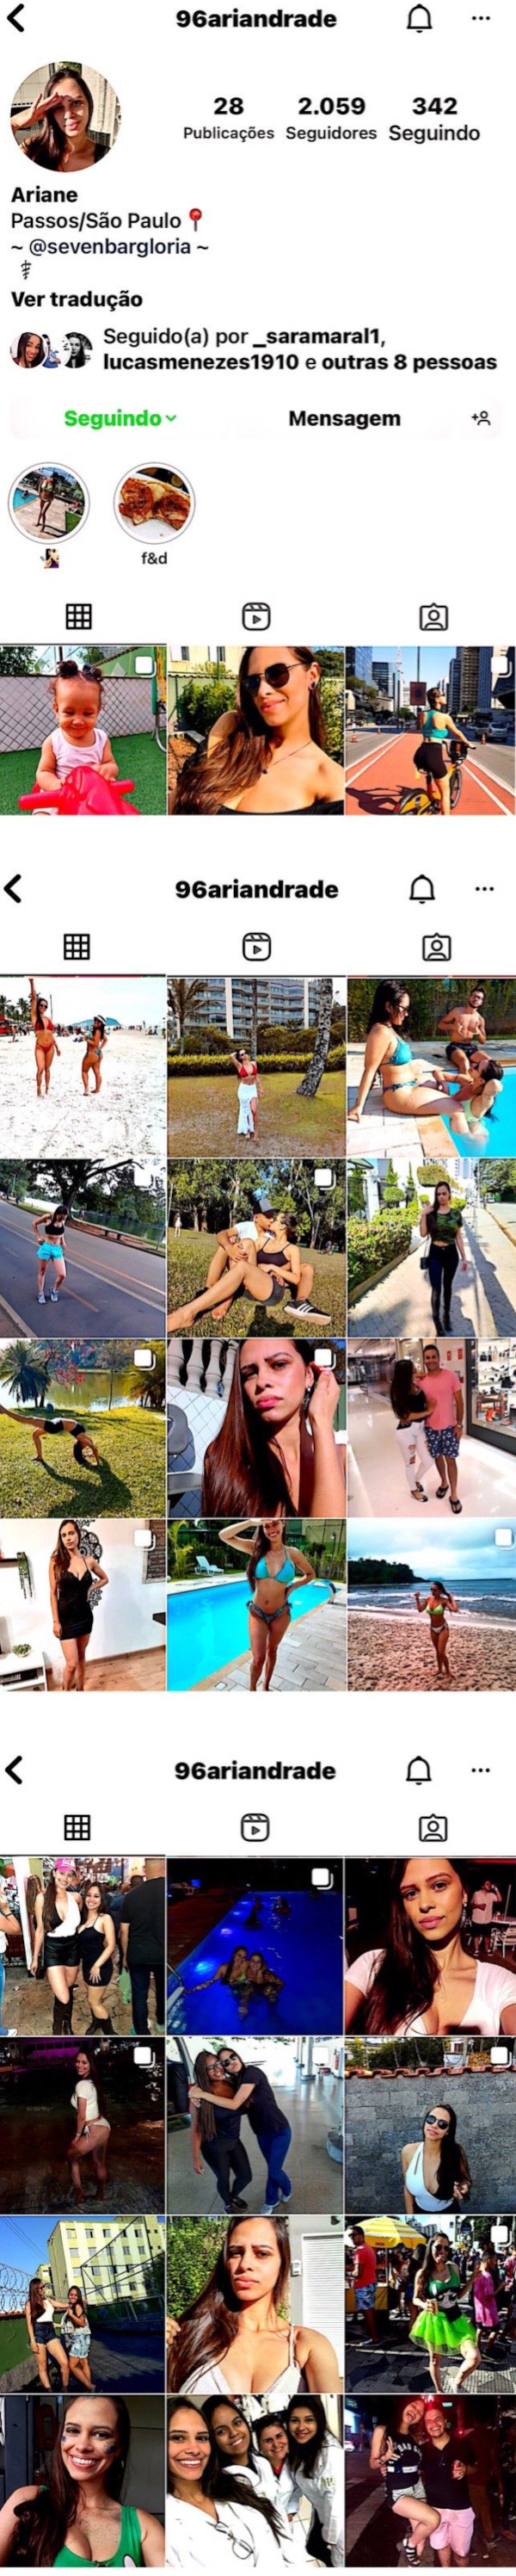 96ariandrade
28 2.059 342
Publicações Seguidores Seguindo
Ariane
Passos/São Paulo📍
~ @sevenbargloria ~
Ver tradução
Seguido(a) por _saramaral1,
lucasmenezes1910 e outras 8 pessoas
Seguindo Mensagem
f&d
96ariandrade
96ariandrade